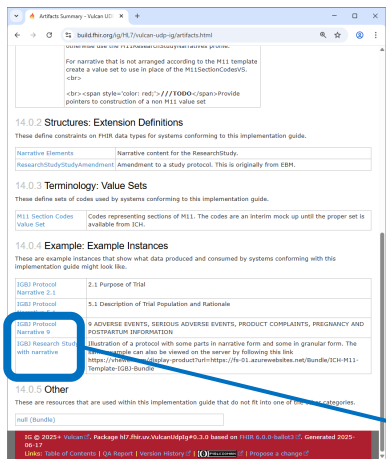 Artifacts Summary - Vulcan UD
build.fhir.org/ig/HL7/vulcan-udp-ig/artifacts.html
otherwise use the M11ResearchStudyNarratives profile.
For narrative that is not arranged according to the M11 template
create a value set to use in place of the M11SectionCodesVS.
<br>
<br><span style='color: red;'>///TODO</span>Provide
pointers to construction of a non M11 value set
14.0.2 Structures: Extension Definitions
These define constraints on FHIR data types for systems conforming to this implementation guide.
Narrative Elements Narrative content for the ResearchStudy.
ResearchStudyStudyAmendment Amendment to a study protocol. This is originally from EBM.
14.0.3 Terminology: Value Sets
These define sets of codes used by systems conforming to this implementation guide.
M11 Section Codes Codes representing sections of M11. The codes are an interim mock up until the proper set is
Value Set available from ICH.
14.0.4 Example: Example Instances
These are example instances that show what data produced and consumed by systems conforming with this
implementation guide might look like.
IGBJ Protocol 2.1 Purpose of Trial
Narrative 2.1
IGBJ Protocol 5.1 Description of Trial Population and Rationale
IGBJ Protocol 9 ADVERSE EVENTS, SERIOUS ADVERSE EVENTS, PRODUCT COMPLAINTS, PREGNANCY AND
Narrative 9 POSTPARTUM INFORMATION
IGBJ Research Study Illustration of a protocol with some parts in narrative form and some in granular form. The
with narrative example can also be viewed on the server by following this link
Template-IGBJ-Bundle
14.0.5 Other
These are resources that are used within this implementation guide that do not fit into one of the other categories.
null (Bundle)
IG © 2025+ Vulcan. Package hl7.fhir.uv.VulcanUdpIg#0.3.0 based on FHIR 6.0.0-ballot3. Generated 2025-
06-17
Links: Table of Contents | QA Report | Version History | PUBLIC DOMAIN | Propose a change